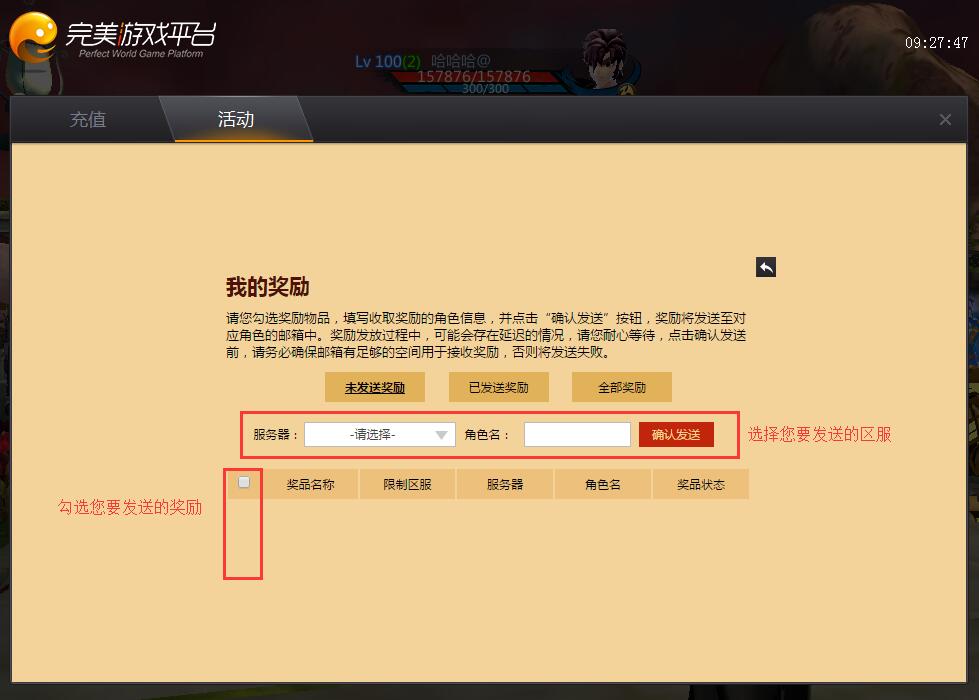 完美游戏平台
Perfect World Game Platform
09:27:47
Lv 100(2) 哈哈哈@
157876/157876
300/300
充值
活动
×
我的奖励
请您勾选奖励物品，填写收取奖励的角色信息，并点击“确认发送”按钮，奖励将发送至对
应角色的邮箱中。奖励发放过程中，可能会存在延迟的情况，请您耐心等待，点击确认发送
前，请务必确保邮箱有足够的空间用于接收奖励，否则将发送失败。
未发送奖励 已发送奖励 全部奖励
服务器： -请选择- 角色名： 确认发送 选择您要发送的区服
奖品名称 限制区服 服务器 角色名 奖品状态
勾选您要发送的奖励